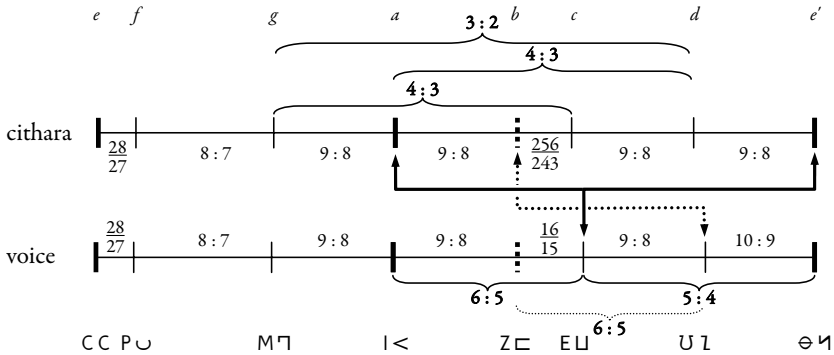 e f g a b c d e'
3 : 2
4 : 3
4 : 3
cithara
28/27 8 : 7 9 : 8 9 : 8 256/243 9 : 8 9 : 8
voice
28/27 8 : 7 9 : 8 9 : 8 16/15 9 : 8 10 : 9
6 : 5 5 : 4
6 : 5
C C P ᴗ M ꓶ I < Z ⊏ E ⊔